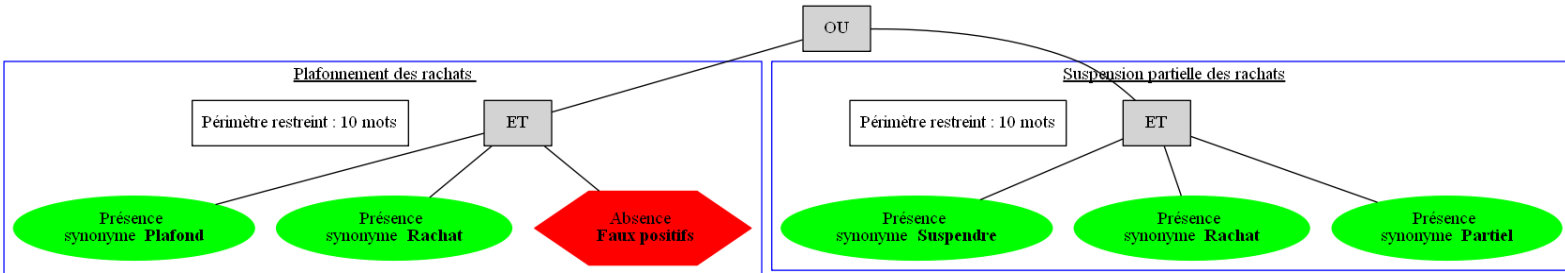 OU
Plafonnement des rachats
Périmètre restreint : 10 mots
ET
Présence
synonyme Plafond
Présence
synonyme Rachat
Absence
Faux positifs
Suspension partielle des rachats
Périmètre restreint : 10 mots
ET
Présence
synonyme Suspendre
Présence
synonyme Rachat
Présence
synonyme Partiel